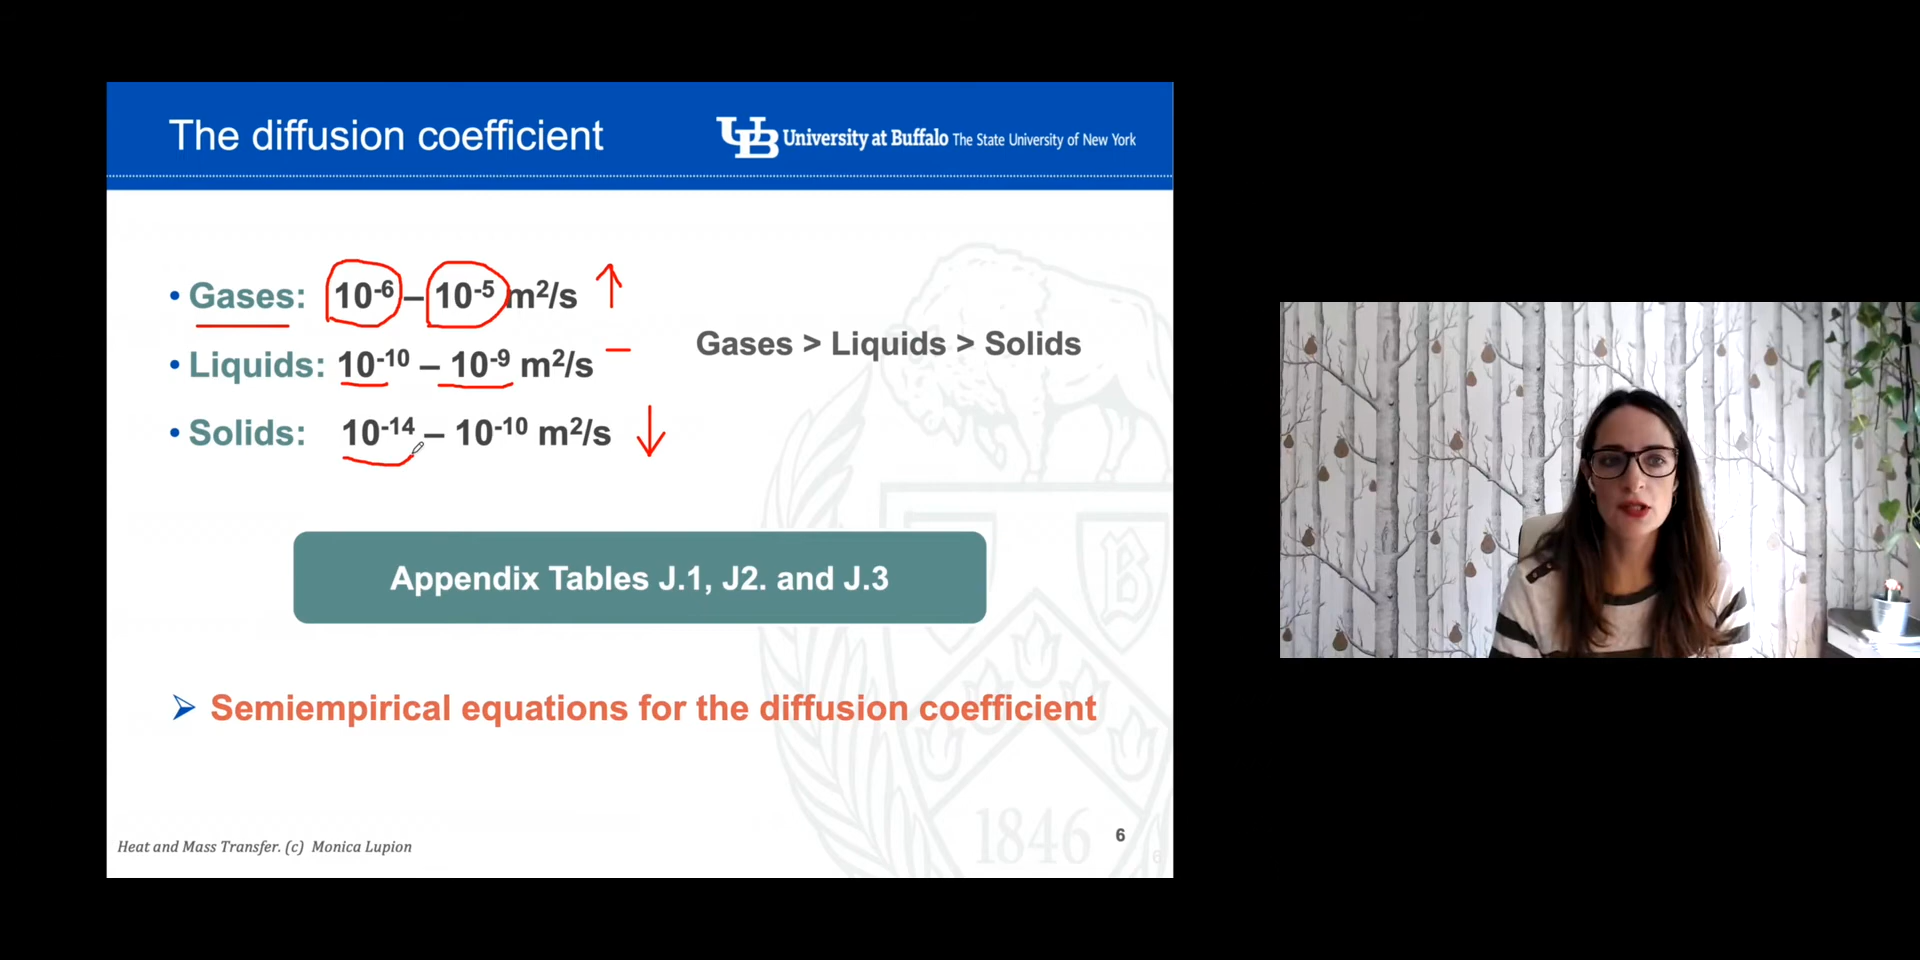 The diffusion coefficient
UB University at Buffalo The State University of New York
• Gases: 10⁻⁶ – 10⁻⁵ m²/s ↑
Gases > Liquids > Solids
• Liquids: 10⁻¹⁰ – 10⁻⁹ m²/s –
• Solids: 10⁻¹⁴ – 10⁻¹⁰ m²/s ↓
Appendix Tables J.1, J2. and J.3
➢ Semiempirical equations for the diffusion coefficient
1846
Heat and Mass Transfer. (c) Monica Lupion
6
6